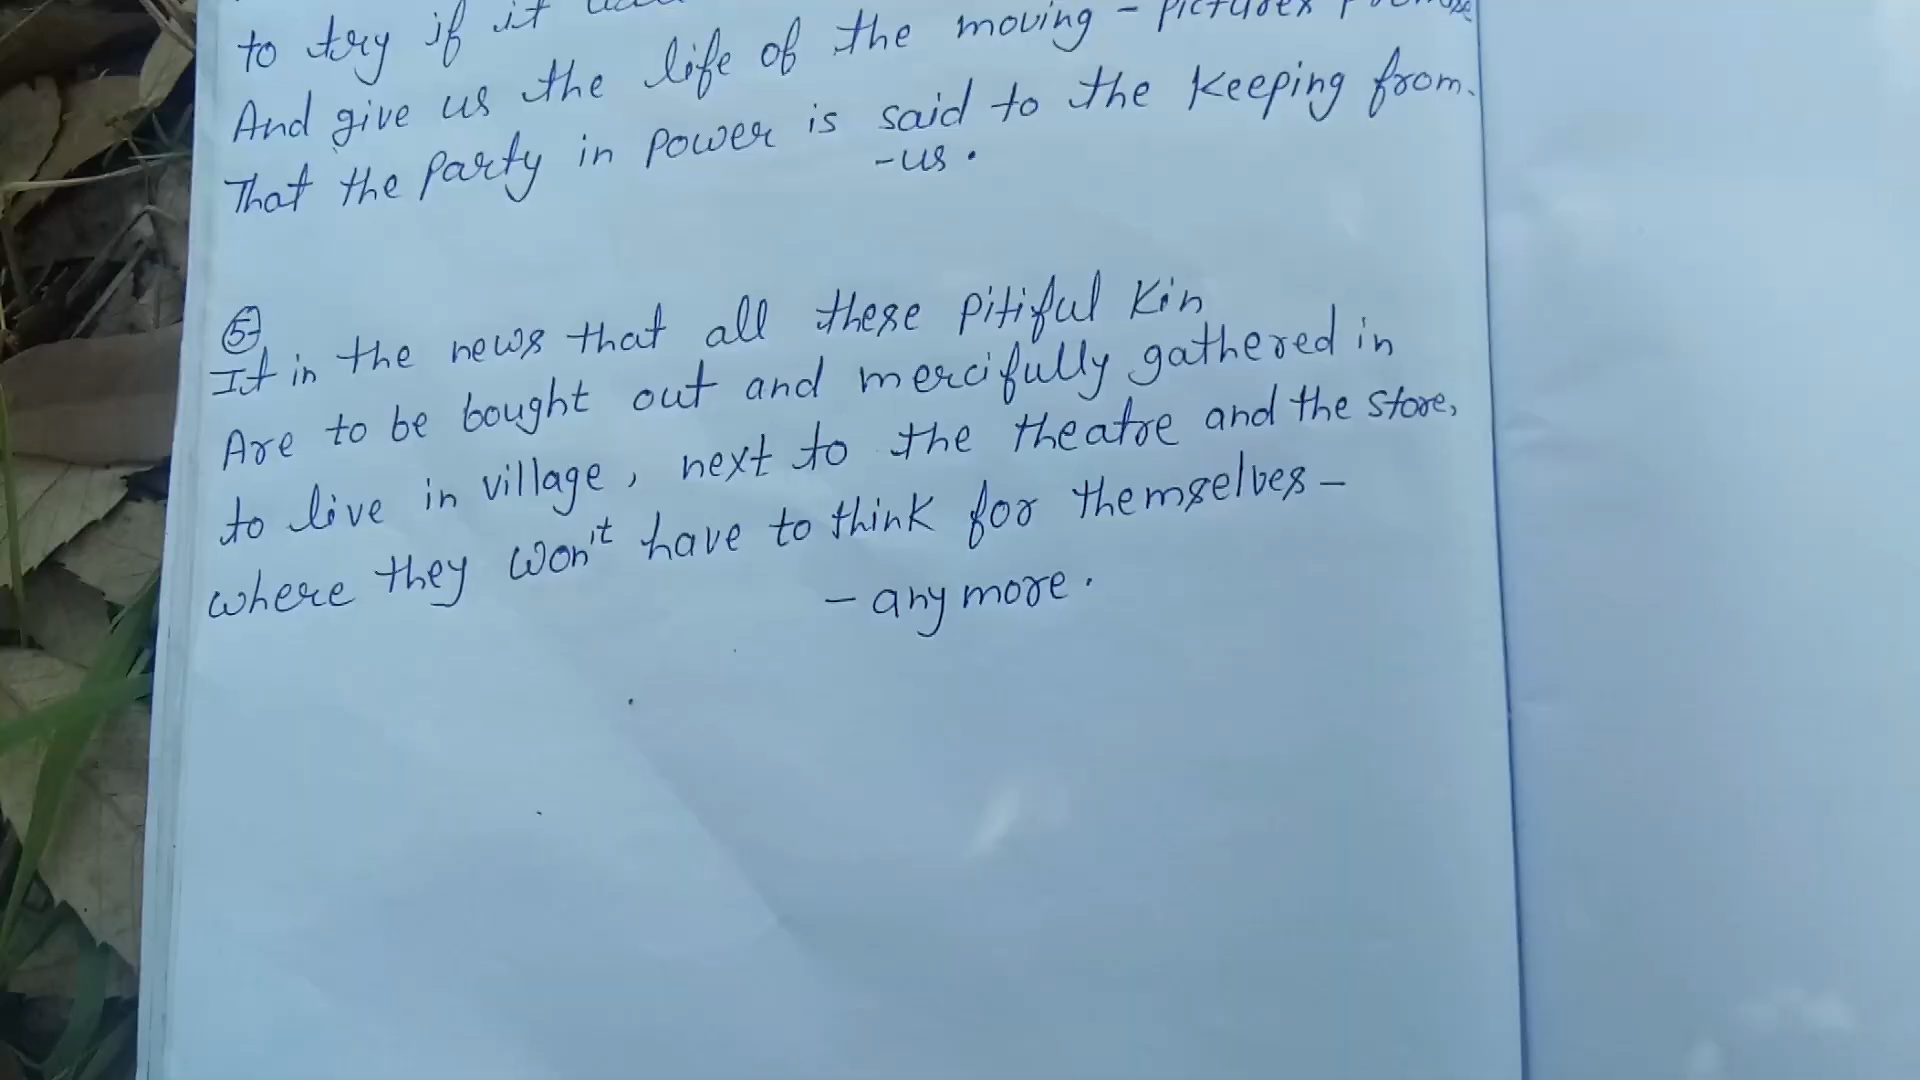 to try if it
And give us the life of the moving - pictures
That the party in power is said to the keeping from.
-us.
5
It in the news that all these pitiful kin
Are to be bought out and mercifully gathered in
to live in village, next to the theatre and the store,
where they won't have to think for themselves -
- any more.